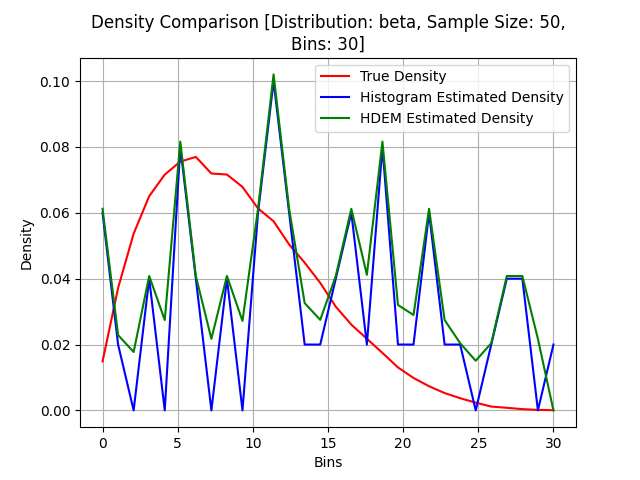 Density Comparison [Distribution: beta, Sample Size: 50,
Bins: 30]
True Density
Histogram Estimated Density
HDEM Estimated Density
Density
0.10
0.08
0.06
0.04
0.02
0.00
0 5 10 15 20 25 30
Bins